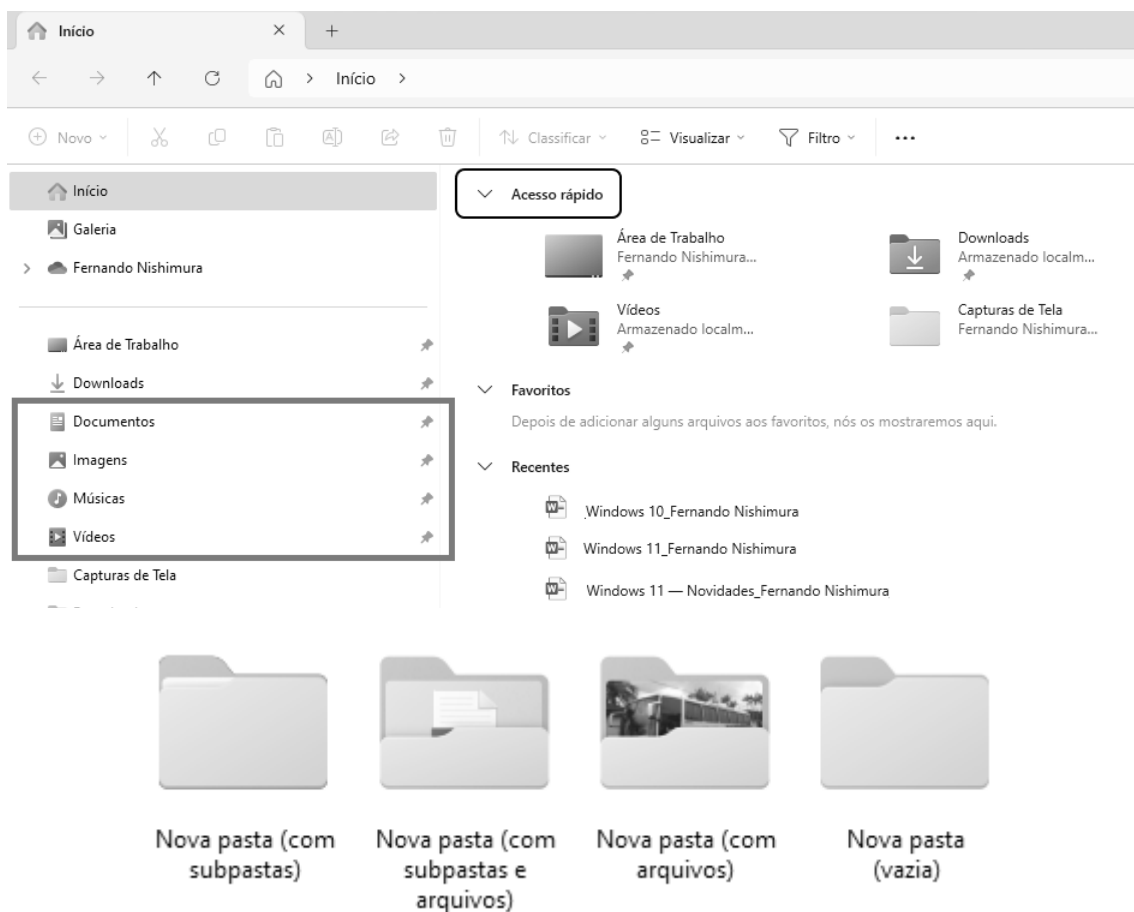 Início
Início
Novo
Classificar
Visualizar
Filtro
Início
Galeria
Fernando Nishimura
Área de Trabalho
Downloads
Documentos
Imagens
Músicas
Vídeos
Capturas de Tela
Acesso rápido
Área de Trabalho
Fernando Nishimura...
Downloads
Armazenado localm...
Vídeos
Armazenado localm...
Capturas de Tela
Fernando Nishimura...
Favoritos
Depois de adicionar alguns arquivos aos favoritos, nós os mostraremos aqui.
Recentes
Windows 10_Fernando Nishimura
Windows 11_Fernando Nishimura
Windows 11 — Novidades_Fernando Nishimura
Nova pasta (com
subpastas)
Nova pasta (com
subpastas e
arquivos)
Nova pasta (com
arquivos)
Nova pasta
(vazia)